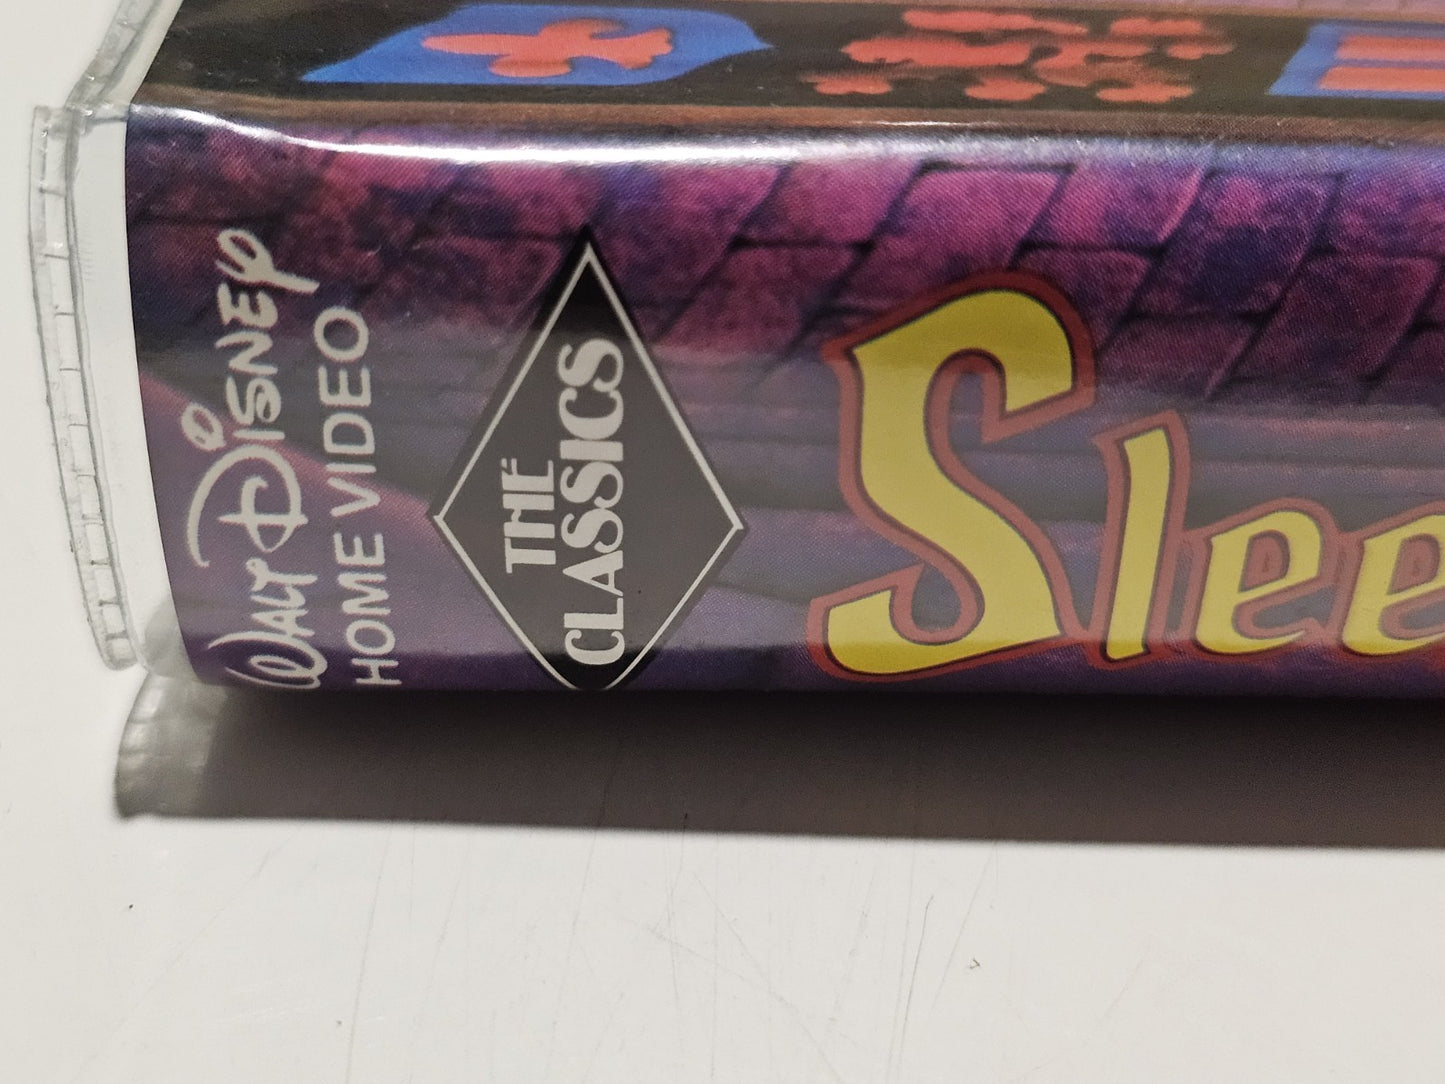 WALT DISNEY
HOME VIDEO
THE
CLASSICS
Slee